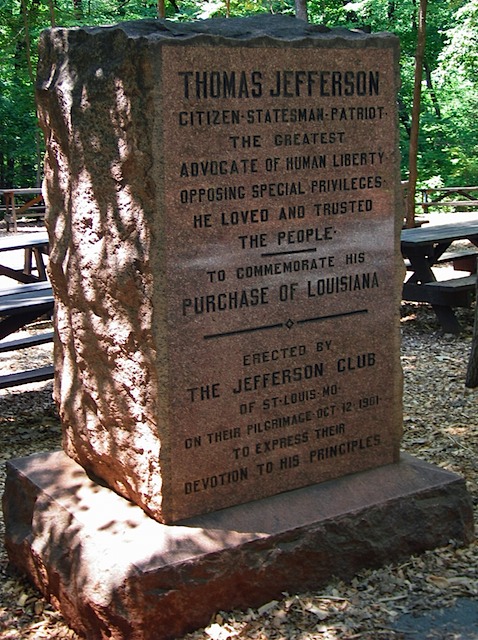 THOMAS JEFFERSON
CITIZEN·STATESMAN·PATRIOT·
THE GREATEST
ADVOCATE OF HUMAN LIBERTY
OPPOSING SPECIAL PRIVILEGES·
HE LOVED AND TRUSTED
THE PEOPLE·
TO COMMEMORATE HIS
PURCHASE OF LOUISIANA
ERECTED BY
THE JEFFERSON CLUB
OF ST·LOUIS·MO·
ON THEIR PILGRIMAGE·OCT 12, 1901·
TO EXPRESS THEIR
DEVOTION TO HIS PRINCIPLES